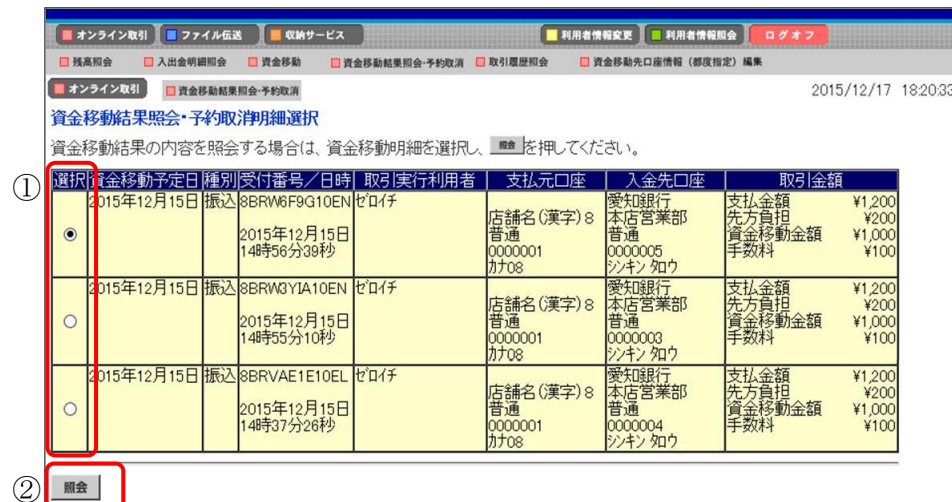 オンライン取引 ファイル伝送 収納サービス 利用者情報変更 利用者情報照会 ログオフ
残高照会 入出金明細照会 資金移動 資金移動結果照会・予約取消 取引履歴照会 資金移動先口座情報（都度指定）編集
オンライン取引 資金移動結果照会・予約取消 2015/12/17 18:20:33
資金移動結果照会・予約取消明細選択
資金移動結果の内容を照会する場合は、資金移動明細を選択し、 照会 を押してください。
① 選択 資金移動予定日 種別 受付番号／日時 取引実行利用者 支払元口座 入金先口座 取引金額
2015年12月15日 振込 8BRW6F9G10EN ｾﾞﾛｲﾁ 愛知銀行 支払金額 ¥1,200
店舗名(漢字)8 本店営業部 先方負担 ¥200
2015年12月15日 普通 普通 資金移動金額 ¥1,000
14時56分39秒 0000001 0000005 手数料 ¥100
ｶﾅ08 ｼﾝｷﾝ ﾀﾛｳ
2015年12月15日 振込 8BRW3YIA10EN ｾﾞﾛｲﾁ 愛知銀行 支払金額 ¥1,200
店舗名(漢字)8 本店営業部 先方負担 ¥200
2015年12月15日 普通 普通 資金移動金額 ¥1,000
14時55分10秒 0000001 0000003 手数料 ¥100
ｶﾅ08 ｼﾝｷﾝ ﾀﾛｳ
2015年12月15日 振込 8BRVAE1E10EL ｾﾞﾛｲﾁ 愛知銀行 支払金額 ¥1,200
店舗名(漢字)8 本店営業部 先方負担 ¥200
2015年12月15日 普通 普通 資金移動金額 ¥1,000
14時37分26秒 0000001 0000004 手数料 ¥100
ｶﾅ08 ｼﾝｷﾝ ﾀﾛｳ
② 照会